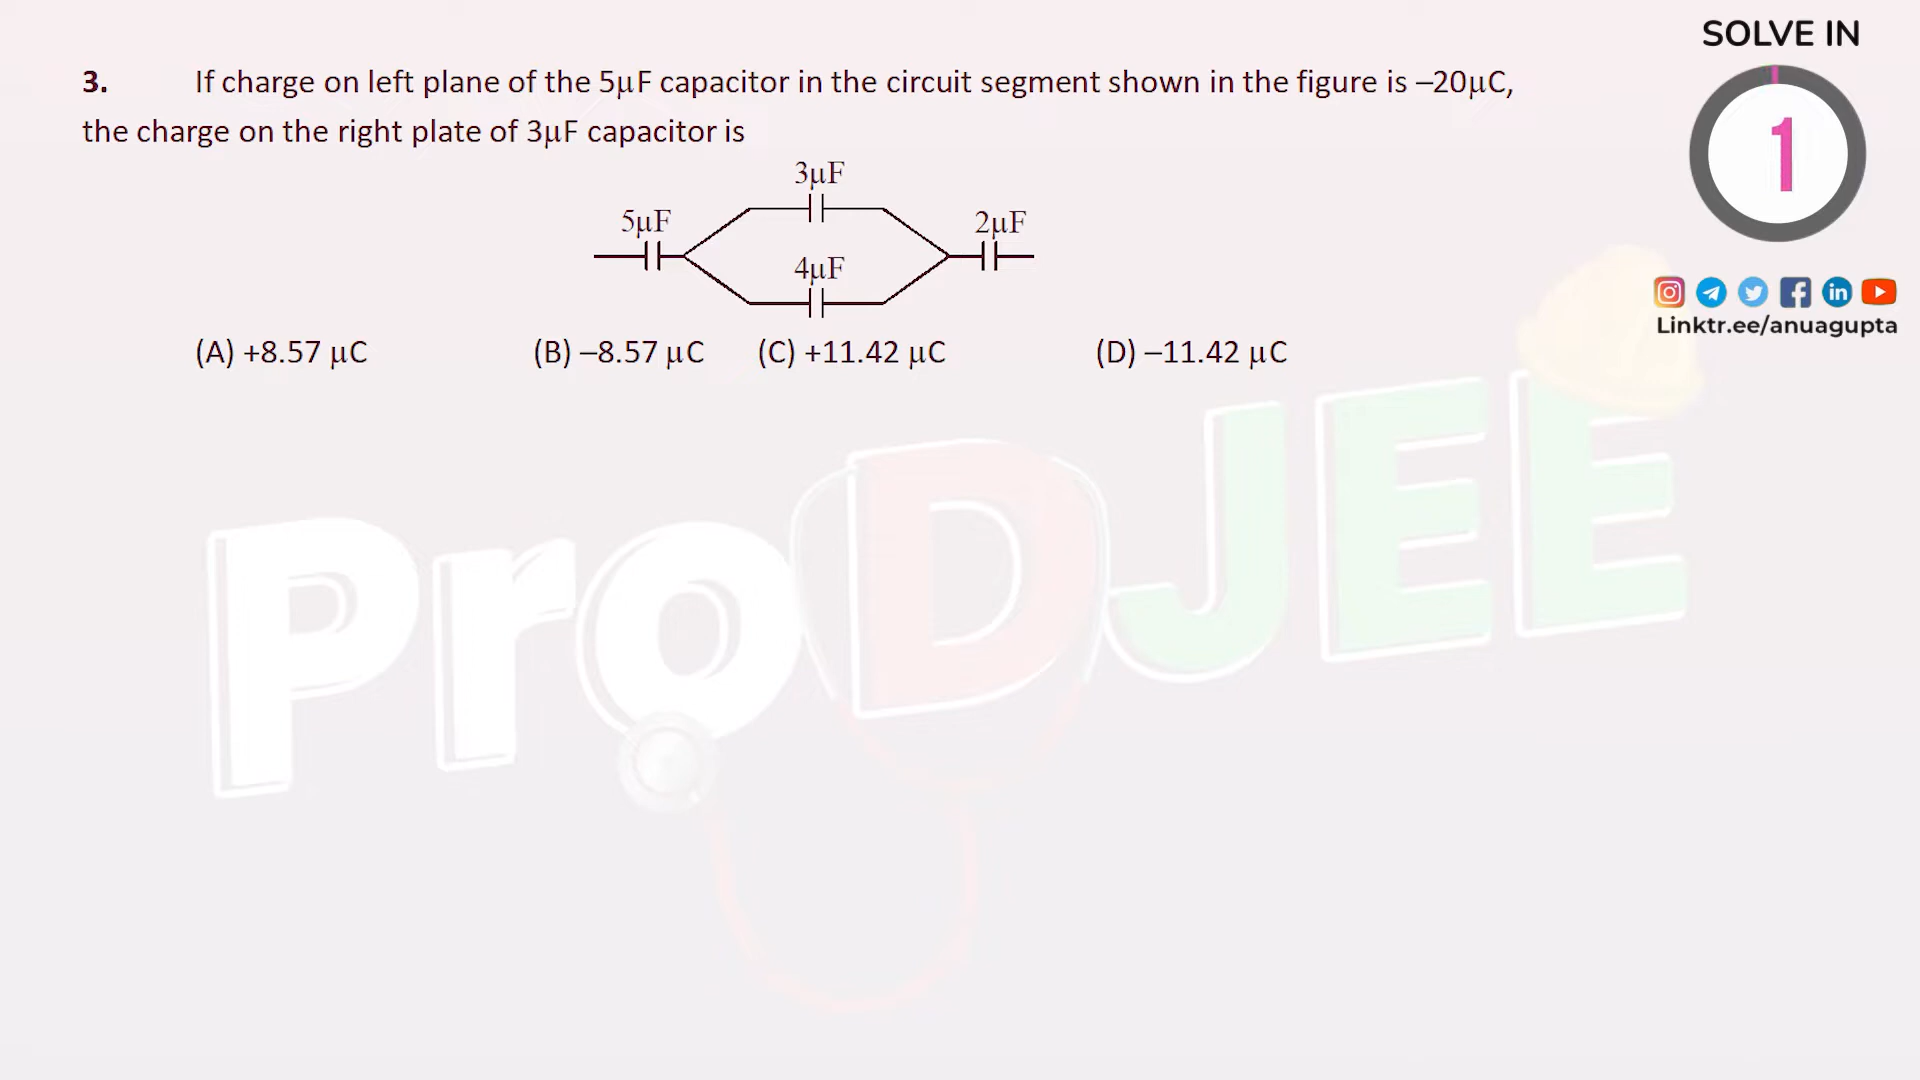 SOLVE IN
1
3. If charge on left plane of the 5μF capacitor in the circuit segment shown in the figure is –20μC,
the charge on the right plate of 3μF capacitor is
3μF
5μF
2μF
4μF
(A) +8.57 μC (B) –8.57 μC (C) +11.42 μC (D) –11.42 μC
Linktr.ee/anuagupta
ProDJEE